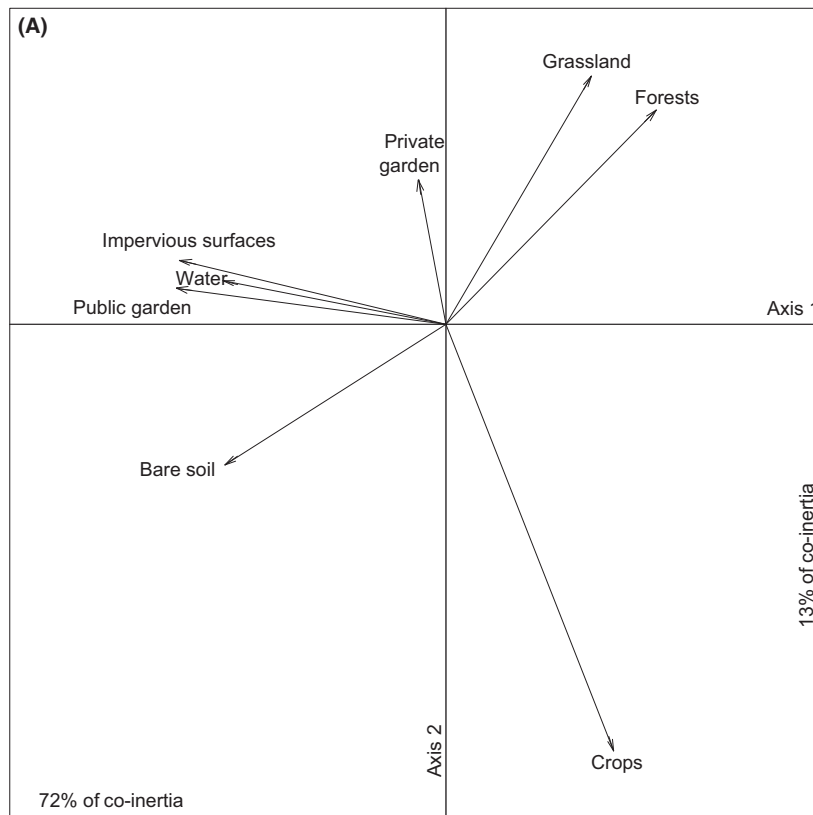 (A)
Grassland
Forests
Private
garden
Impervious surfaces
Water
Public garden
Axis 1
Bare soil
13% of co-inertia
Axis 2
Crops
72% of co-inertia